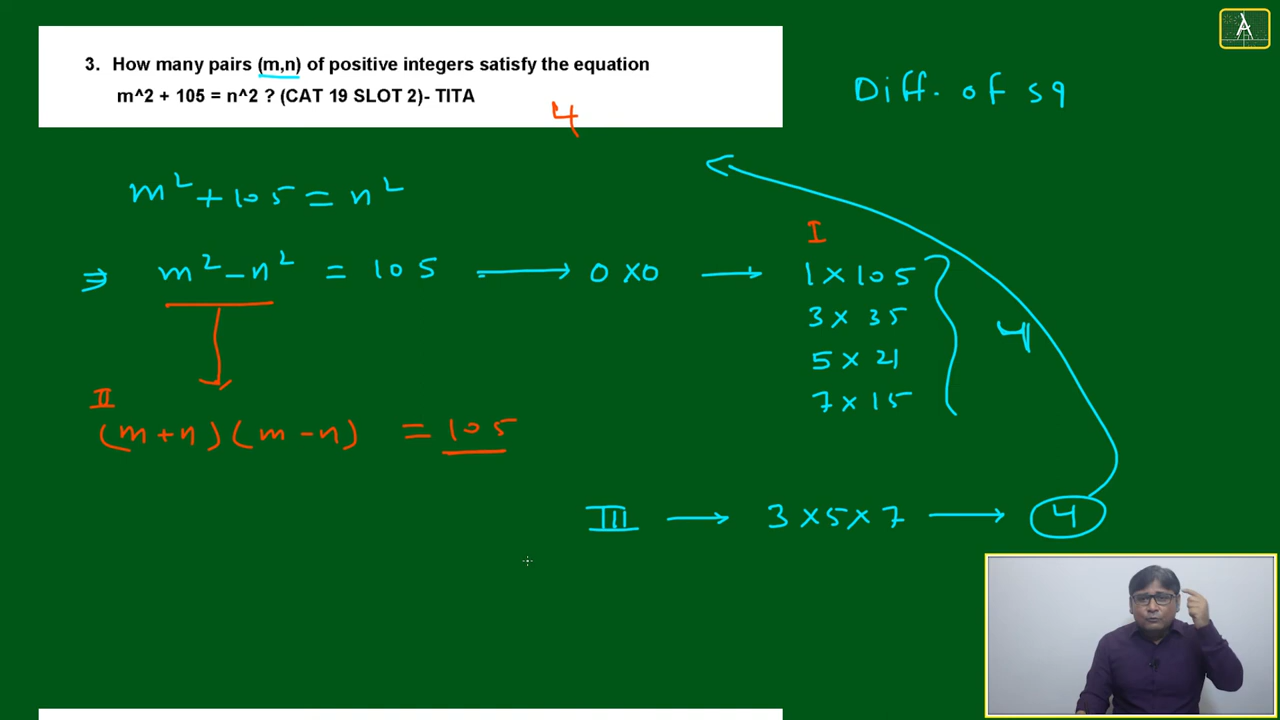 3. How many pairs (m,n) of positive integers satisfy the equation
m^2 + 105 = n^2 ? (CAT 19 SLOT 2)- TITA
4
Diff. of sq
m² + 105 = n²
⇒ m² - n² = 105 → 0 × 0 → 
I
1 × 105
3 × 35
5 × 21
7 × 15
4
II
(m + n) (m - n) = 105
III → 3 × 5 × 7 → 4